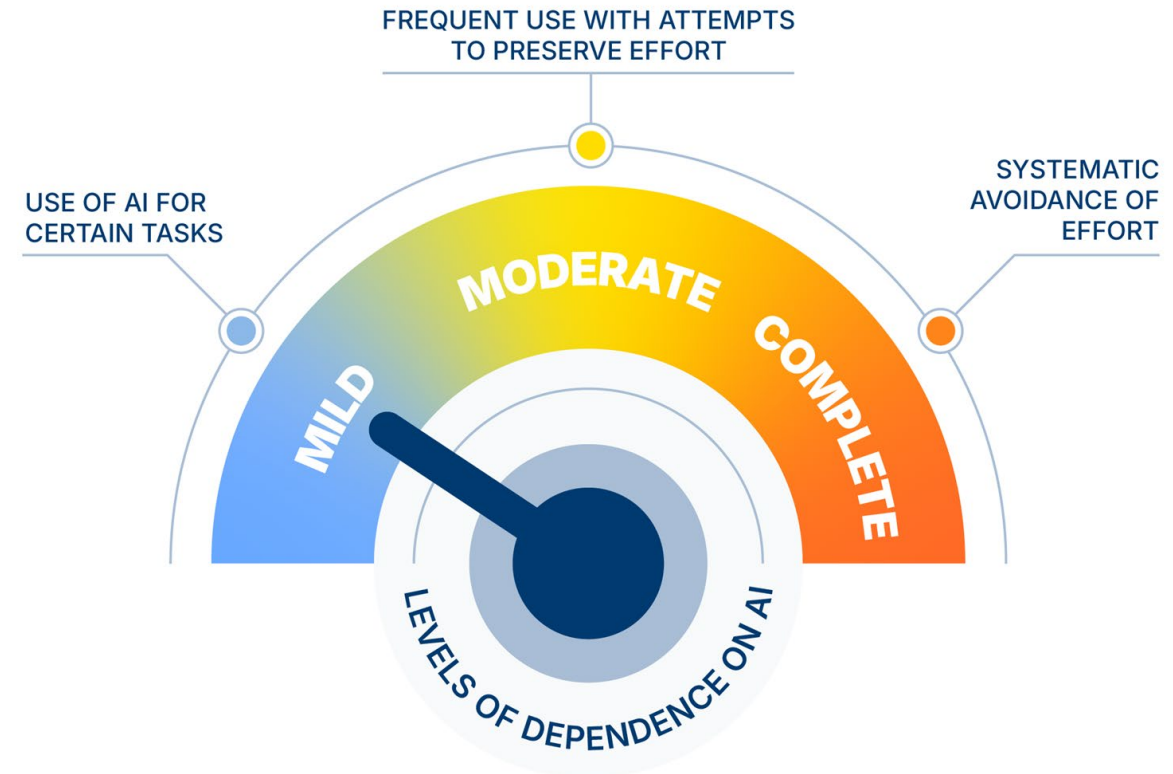 FREQUENT USE WITH ATTEMPTS
TO PRESERVE EFFORT
USE OF AI FOR
CERTAIN TASKS
SYSTEMATIC
AVOIDANCE OF
EFFORT
MILD
MODERATE
COMPLETE
LEVELS OF DEPENDENCE ON AI